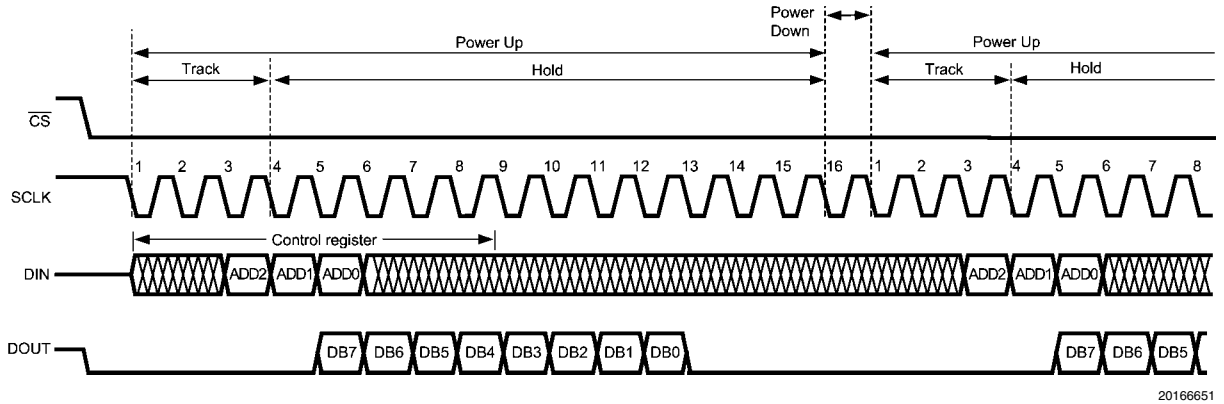 Power Down
Power Up
Power Up
Track
Hold
Track
Hold
CS
SCLK
1 2 3 4 5 6 7 8 9 10 11 12 13 14 15 16 1 2 3 4 5 6 7 8
Control register
DIN
ADD2 ADD1 ADD0 ADD2 ADD1 ADD0
DOUT
DB7 DB6 DB5 DB4 DB3 DB2 DB1 DB0 DB7 DB6 DB5
20166651